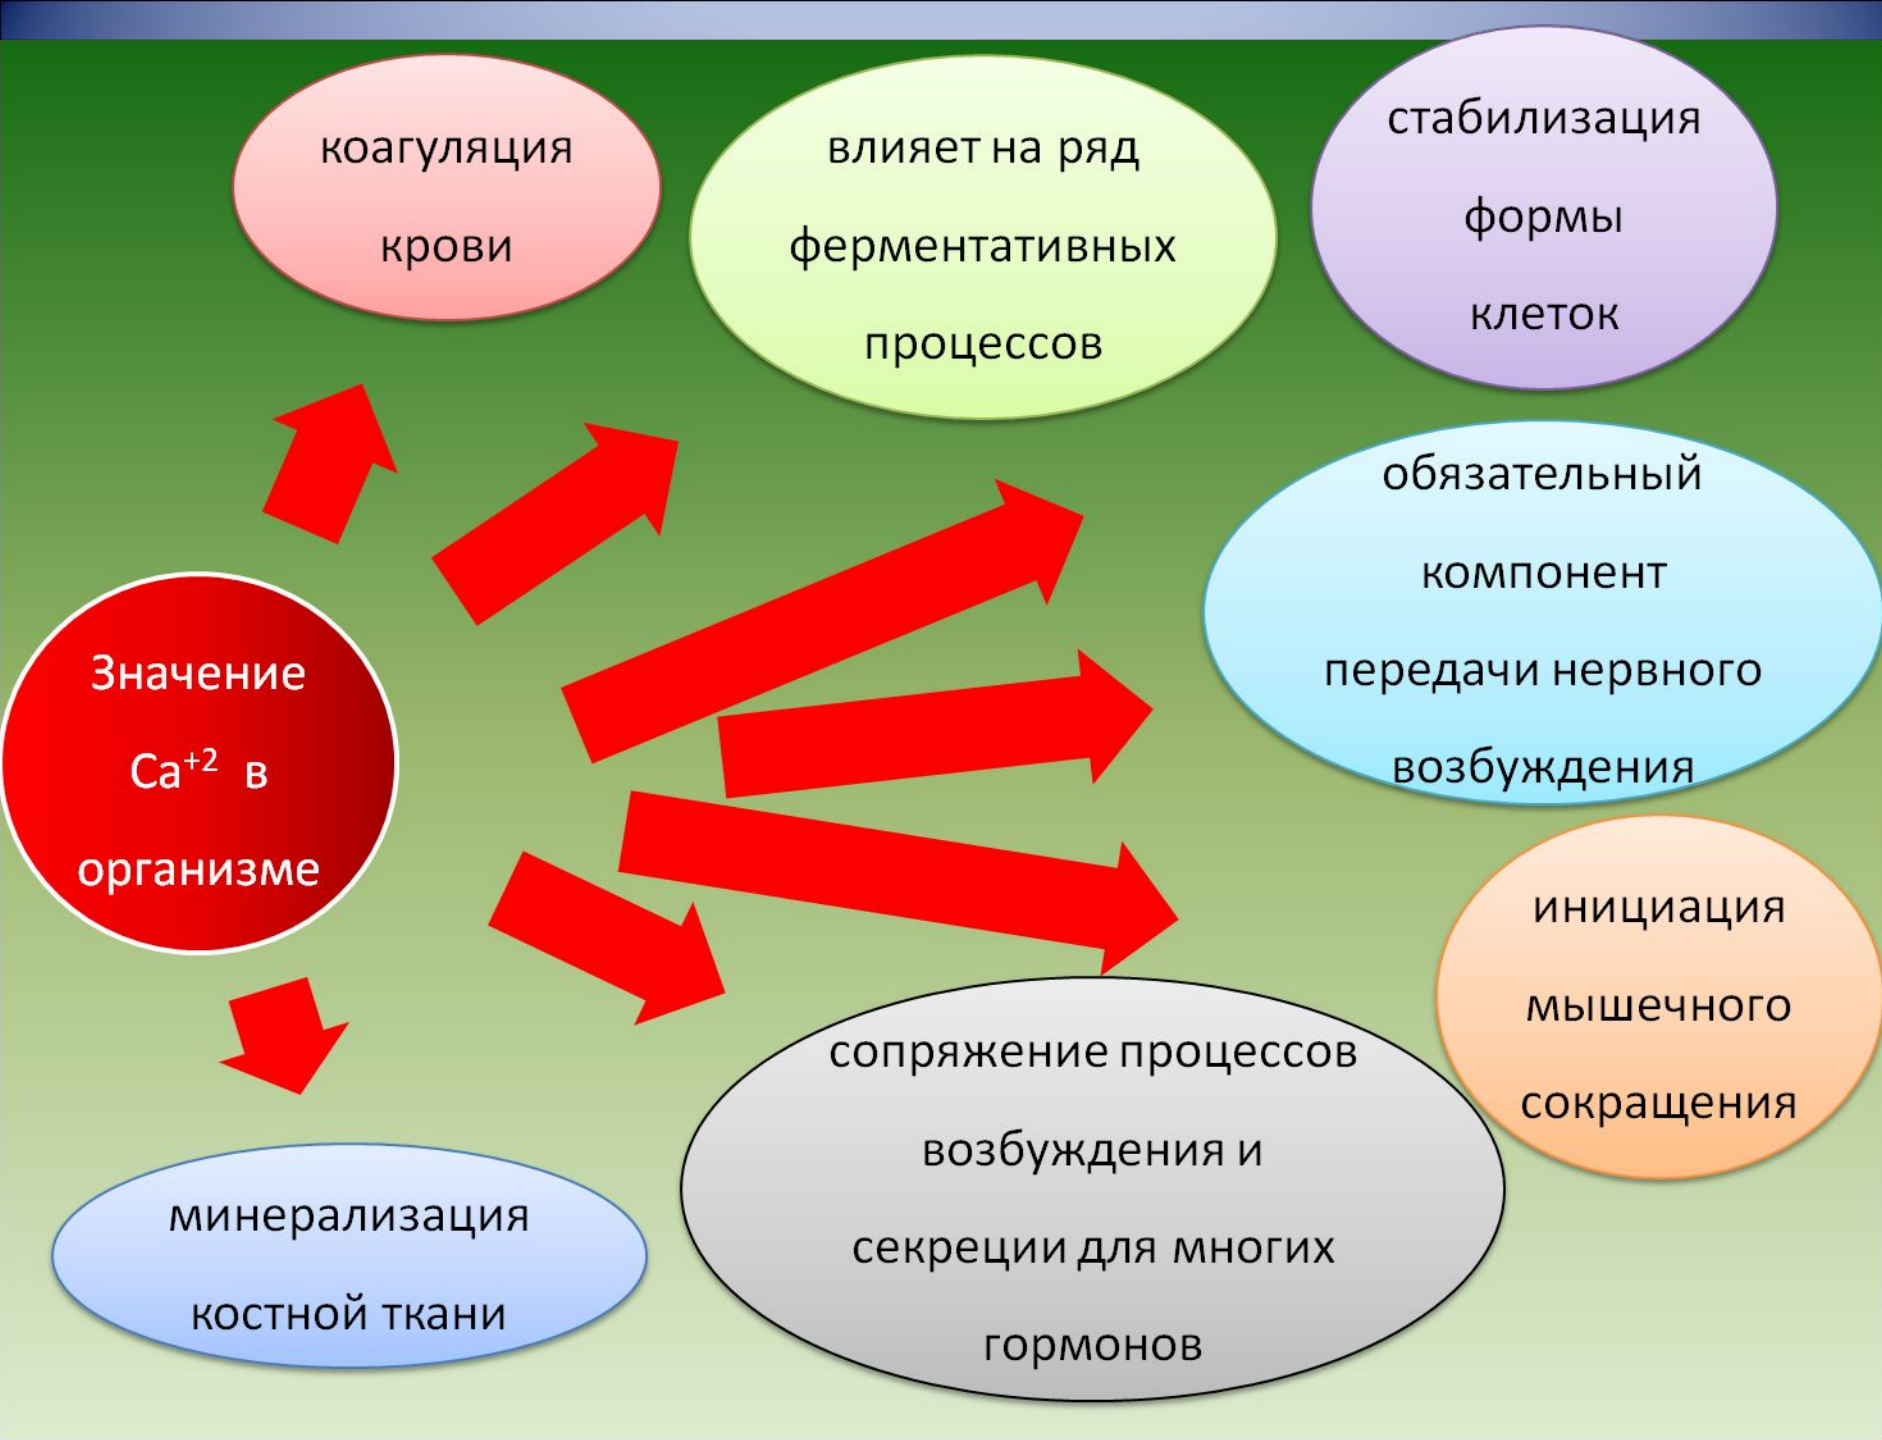 коагуляция
крови
влияет на ряд
ферментативных
процессов
стабилизация
формы
клеток
обязательный
компонент
передачи нервного
возбуждения
Значение
Ca⁺² в
организме
инициация
мышечного
сокращения
сопряжение процессов
возбуждения и
секреции для многих
гормонов
минерализация
костной ткани